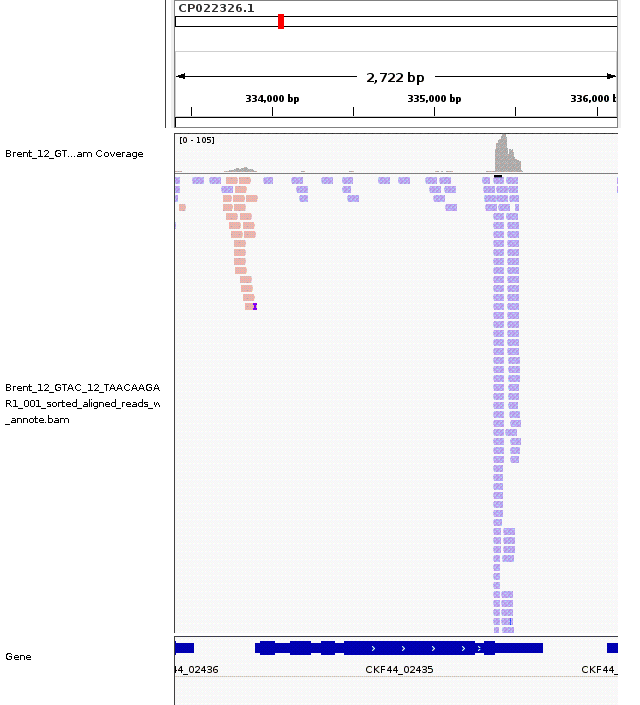 CP022326.1
2,722 bp
334,000 bp 335,000 bp 336,000 b
[0 - 105]
Brent_12_GT...am Coverage
Brent_12_GTAC_12_TAACAAGA
R1_001_sorted_aligned_reads_w
_annote.bam
Gene
44_02436 CKF44_02435 CKF44_